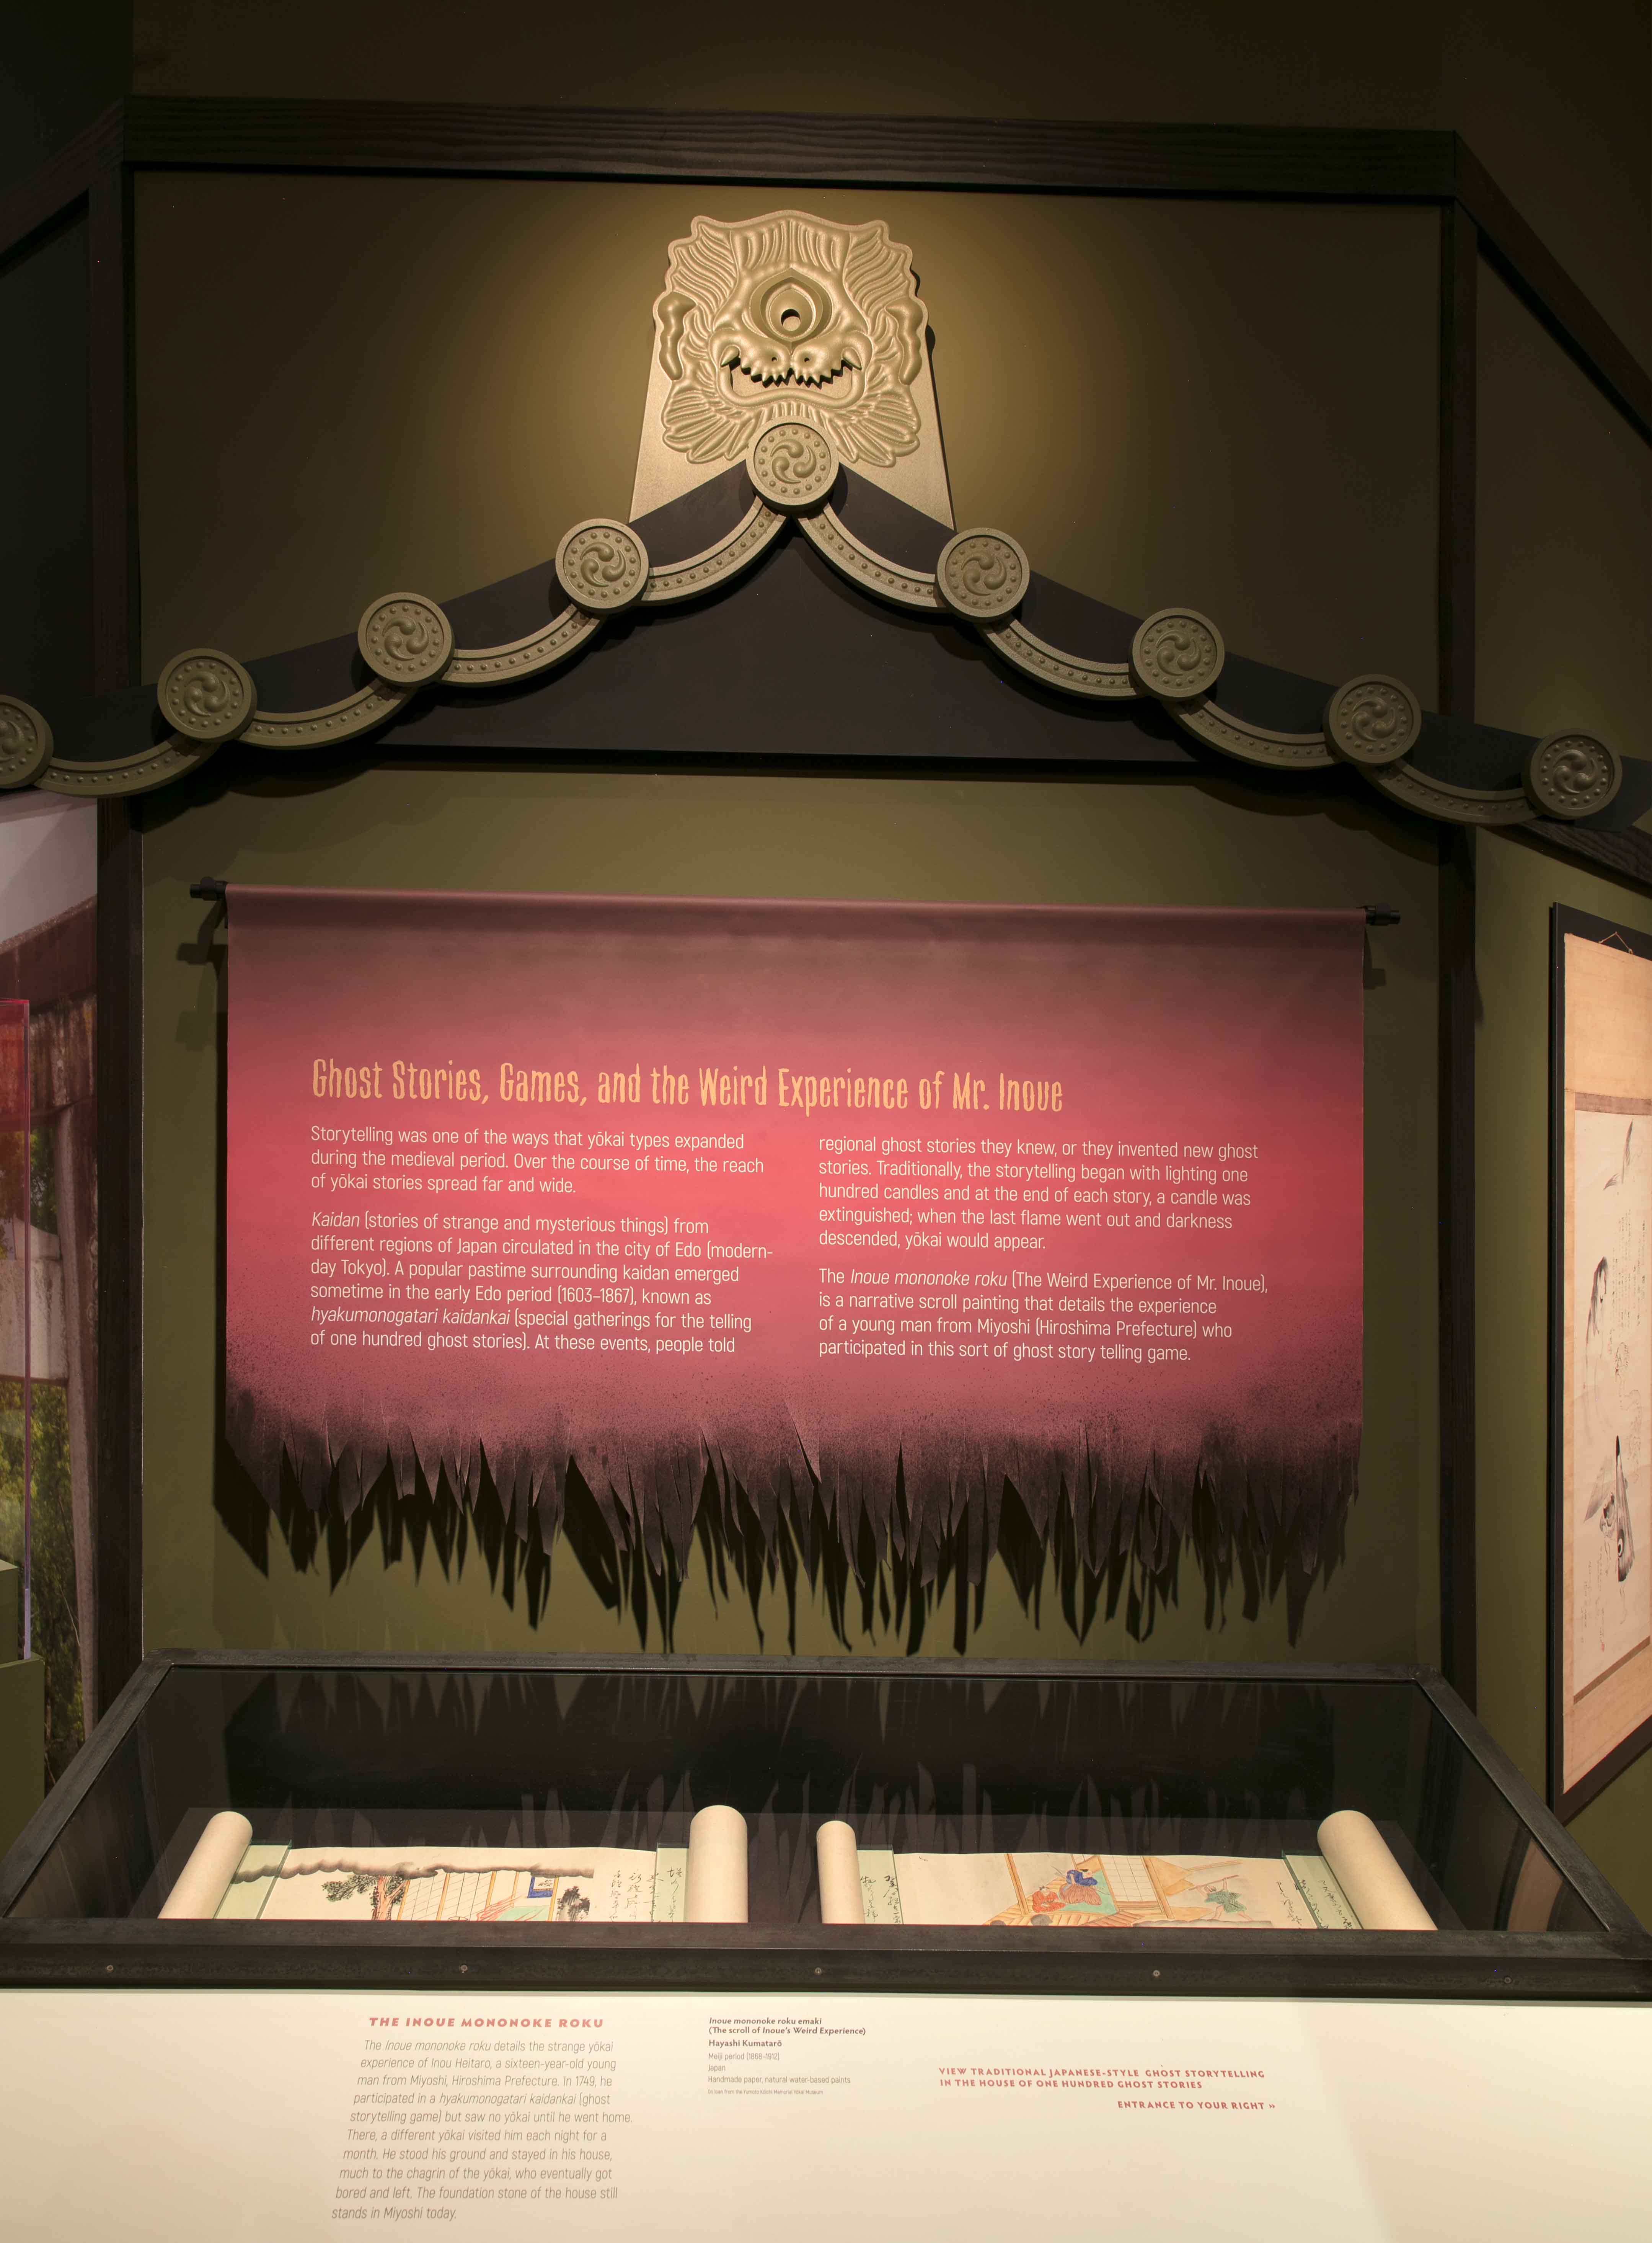 Ghost Stories, Games, and the Weird Experience of Mr. Inoue
Storytelling was one of the ways that yōkai types expanded
during the medieval period. Over the course of time, the reach
of yōkai stories spread far and wide.
Kaidan (stories of strange and mysterious things) from
different regions of Japan circulated in the city of Edo (modern-
day Tokyo). A popular pastime surrounding kaidan emerged
sometime in the early Edo period (1603–1867), known as
hyakumonogatari kaidankai (special gatherings for the telling
of one hundred ghost stories). At these events, people told
regional ghost stories they knew, or they invented new ghost
stories. Traditionally, the storytelling began with lighting one
hundred candles and at the end of each story, a candle was
extinguished; when the last flame went out and darkness
descended, yōkai would appear.
The Inoue mononoke roku (The Weird Experience of Mr. Inoue),
is a narrative scroll painting that details the experience
of a young man from Miyoshi (Hiroshima Prefecture) who
participated in this sort of ghost story telling game.
THE INOUE MONONOKE ROKU
The Inoue mononoke roku details the strange yōkai
experience of Inou Heitaro, a sixteen-year-old young
man from Miyoshi, Hiroshima Prefecture. In 1749, he
participated in a hyakumonogatari kaidankai (ghost
storytelling game) but saw no yōkai until he went home.
There, a different yōkai visited him each night for a
month. He stood his ground and stayed in his house,
much to the chagrin of the yōkai, who eventually got
bored and left. The foundation stone of the house still
stands in Miyoshi today.
Inoue mononoke roku emaki
(The scroll of Inoue's Weird Experience)
Hayashi Kumatarō
Meiji period (1868–1912)
Japan
Handmade paper, natural water-based paints
On loan from the Yumoto Koichi Memorial Yōkai Museum
VIEW TRADITIONAL JAPANESE-STYLE GHOST STORYTELLING
IN THE HOUSE OF ONE HUNDRED GHOST STORIES
ENTRANCE TO YOUR RIGHT »